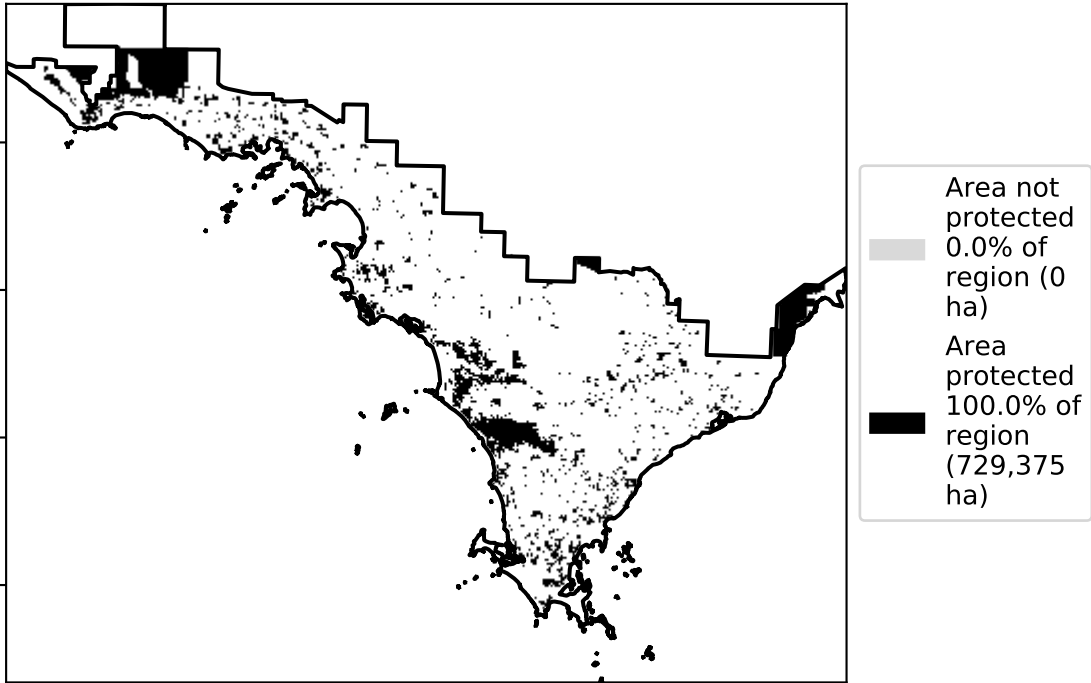 Area not
protected
0.0% of
region (0
ha)
Area
protected
100.0% of
region
(729,375
ha)